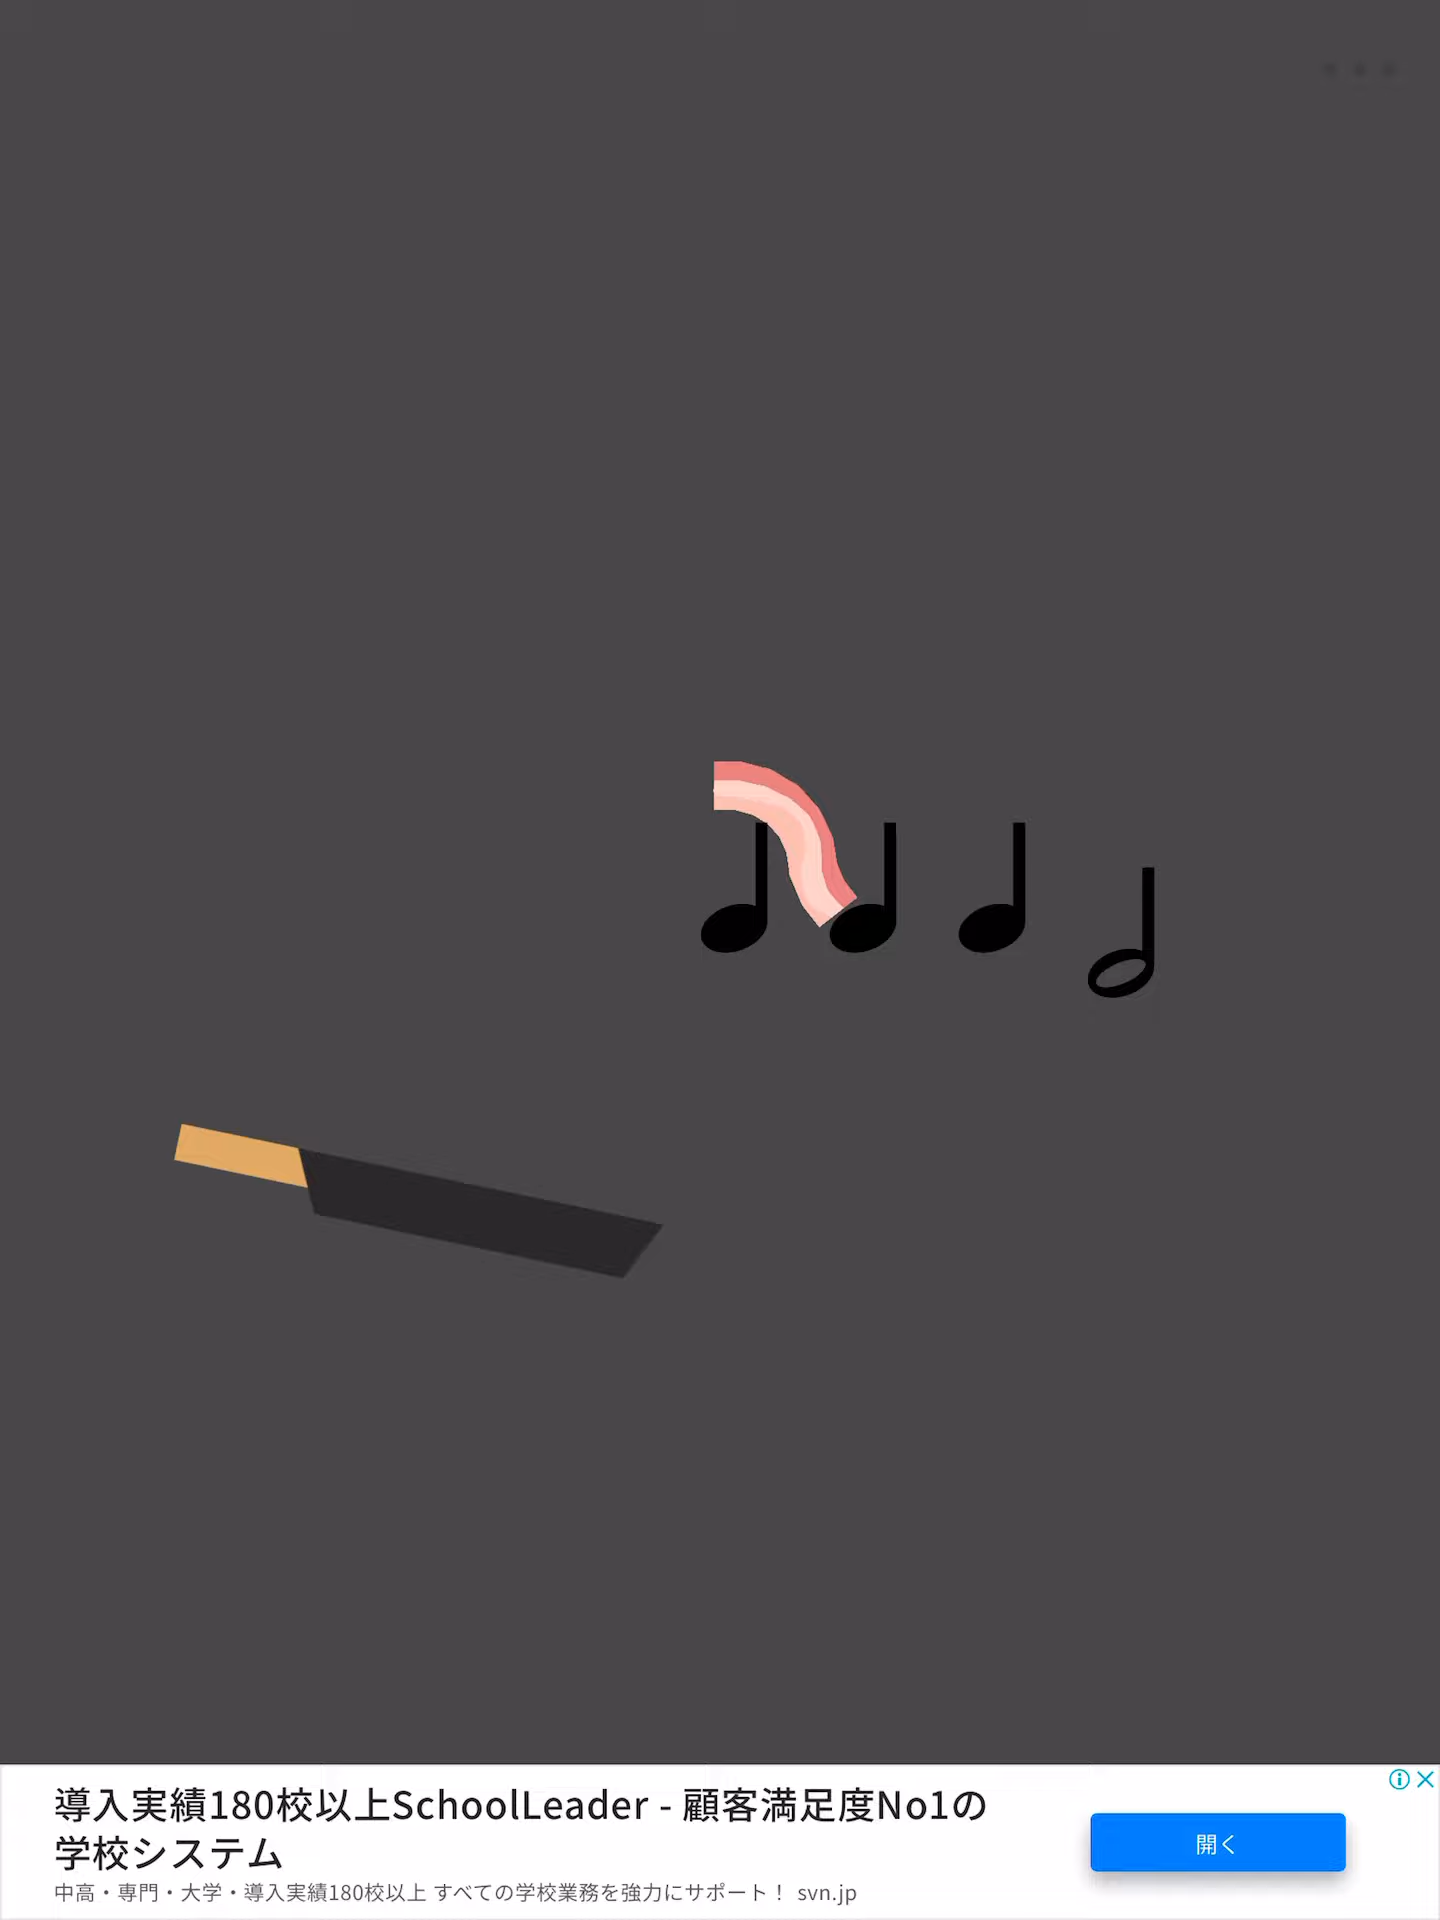 導入実績180校以上SchoolLeader - 顧客満足度No1の
学校システム
中高・専門・大学・導入実績180校以上 すべての学校業務を強力にサポート！ svn.jp
開く